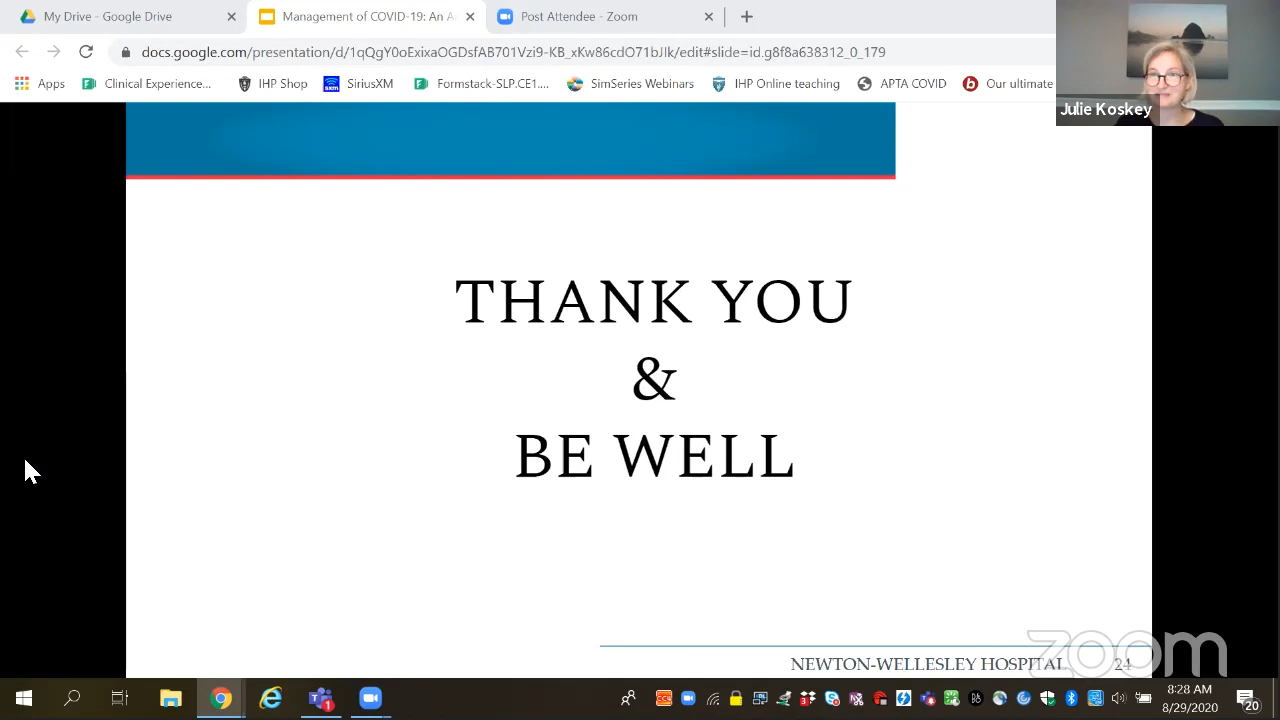 My Drive - Google Drive
Management of COVID-19: An A
Post Attendee - Zoom
docs.google.com/presentation/d/1qQgY0oExixaOGDsfAB701Vzi9-KB_xKw86cdO71bJIk/edit#slide=id.g8f8a638312_0_179
Apps
Clinical Experience...
IHP Shop
SiriusXM
Formstack-SLP.CE1....
SimSeries Webinars
IHP Online teaching
APTA COVID
Our ultimate
Julie Koskey
THANK YOU
&
BE WELL
NEWTON-WELLESLEY HOSPITAL 24
zoom
8:28 AM
8/29/2020
1
20